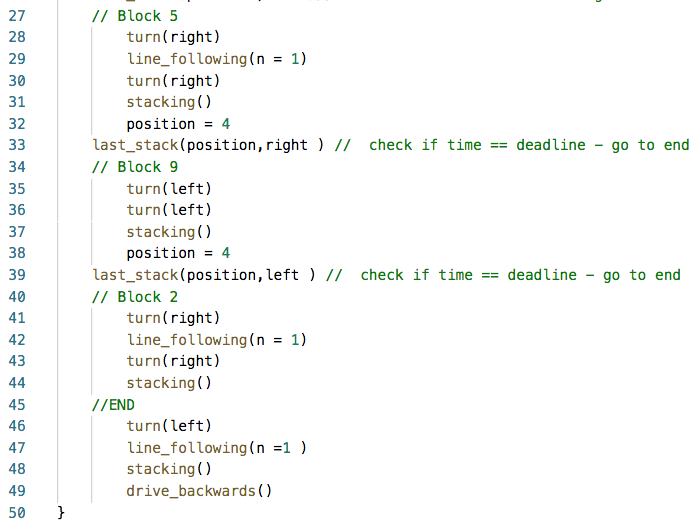 27 // Block 5
28 turn(right)
29 line_following(n = 1)
30 turn(right)
31 stacking()
32 position = 4
33 last_stack(position,right ) // check if time == deadline - go to end
34 // Block 9
35 turn(left)
36 turn(left)
37 stacking()
38 position = 4
39 last_stack(position,left ) // check if time == deadline - go to end
40 // Block 2
41 turn(right)
42 line_following(n = 1)
43 turn(right)
44 stacking()
45 //END
46 turn(left)
47 line_following(n =1 )
48 stacking()
49 drive_backwards()
50 }